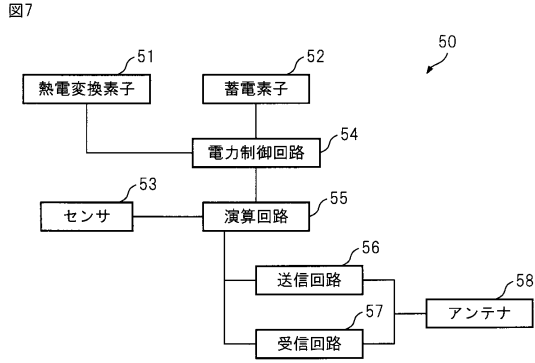 図7
50
51
熱電変換素子
52
蓄電素子
54
電力制御回路
53
センサ
55
演算回路
56
送信回路
57
受信回路
58
アンテナ